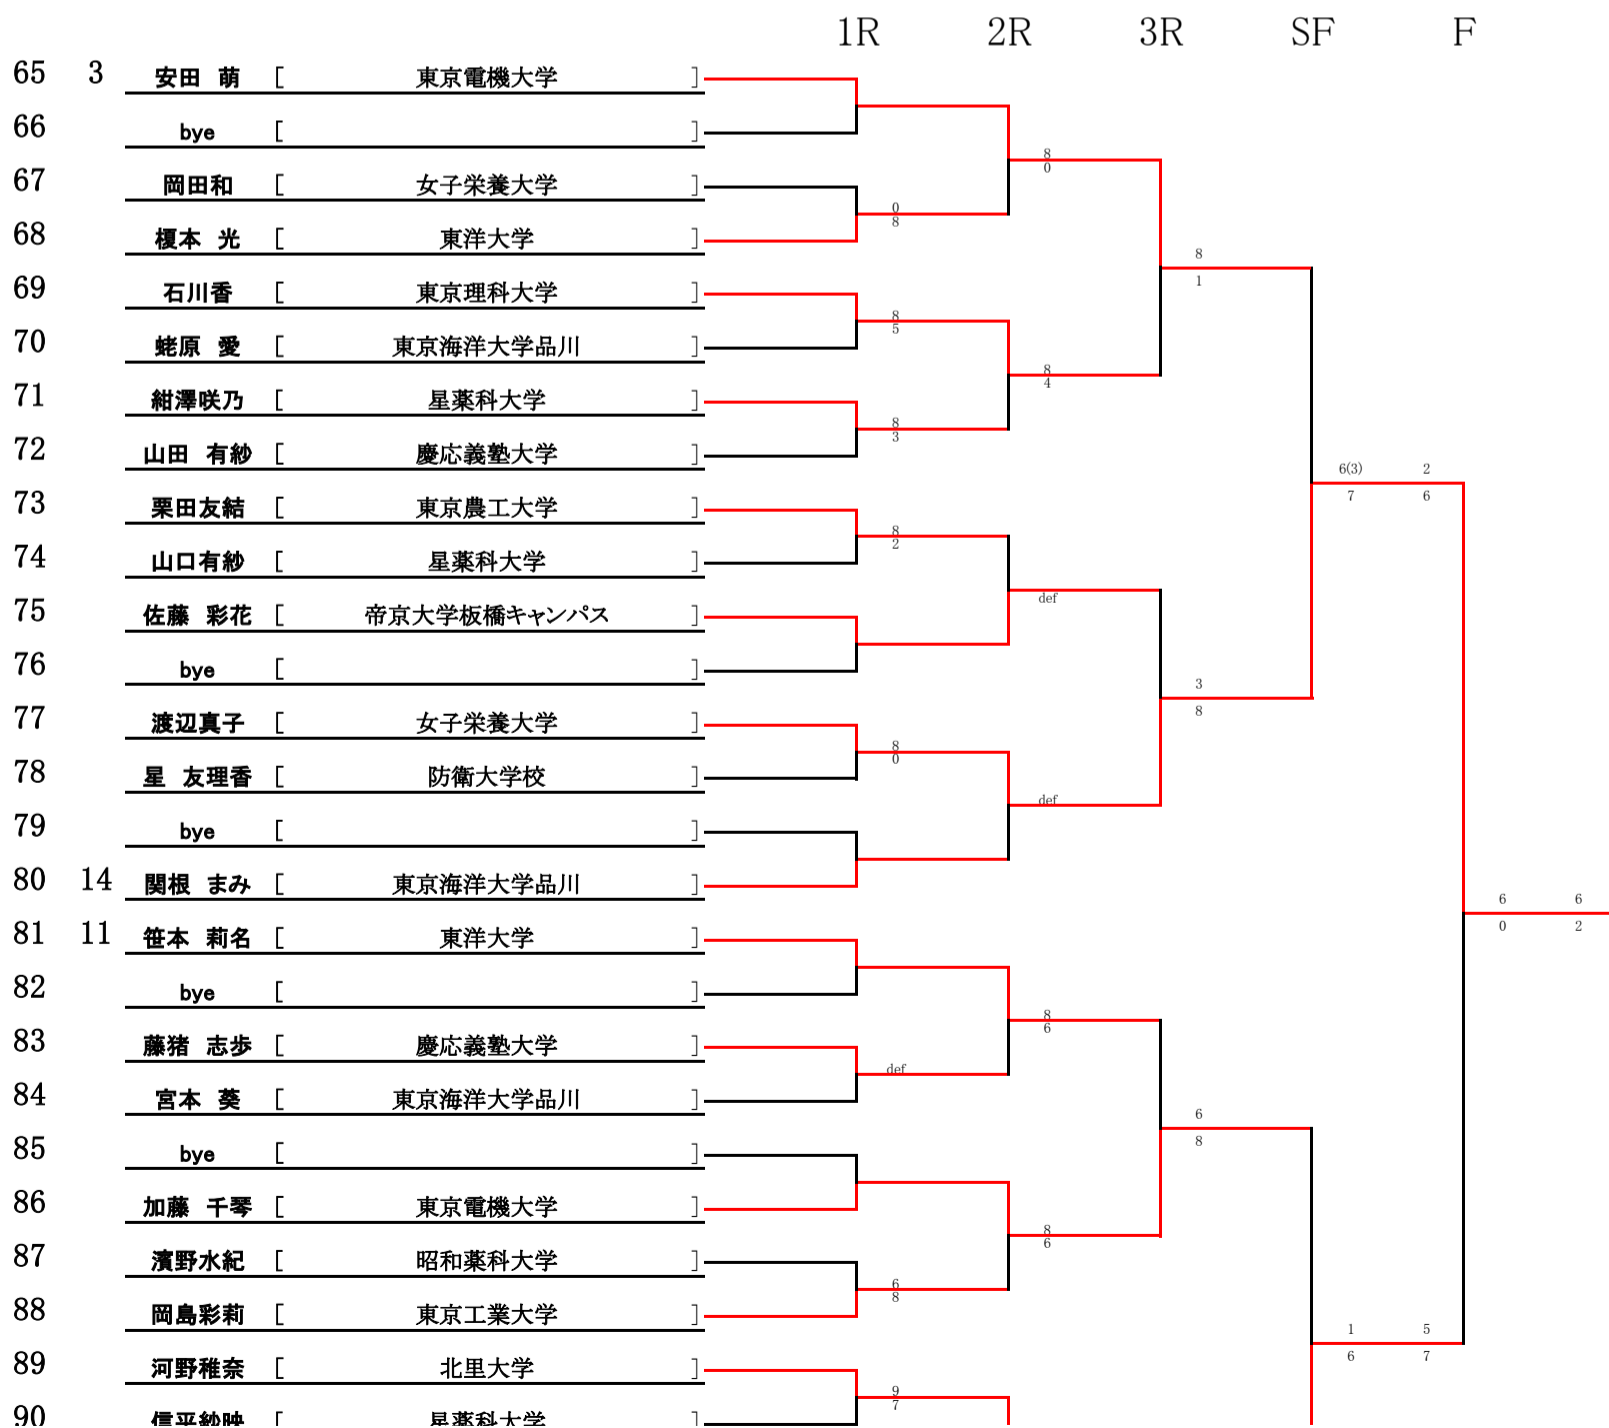 1R 2R 3R SF F
65 3 安田 萌 [ 東京電機大学 ]
66 bye [ ]
8
0
67 岡田和 [ 女子栄養大学 ]
0
8
68 榎本 光 [ 東洋大学 ]
8
1
69 石川香 [ 東京理科大学 ]
8
5
70 蛯原 愛 [ 東京海洋大学品川 ]
8
4
71 紺澤咲乃 [ 星薬科大学 ]
8
3
72 山田 有紗 [ 慶応義塾大学 ]
6(3) 2
7 6
73 栗田友結 [ 東京農工大学 ]
8
2
74 山口有紗 [ 星薬科大学 ]
def
75 佐藤 彩花 [ 帝京大学板橋キャンパス ]
76 bye [ ]
3
8
77 渡辺真子 [ 女子栄養大学 ]
8
0
78 星 友理香 [ 防衛大学校 ]
def
79 bye [ ]
80 14 関根 まみ [ 東京海洋大学品川 ]
6 6
0 2
81 11 笹本 莉名 [ 東洋大学 ]
82 bye [ ]
8
6
83 藤猪 志歩 [ 慶応義塾大学 ]
def
84 宮本 葵 [ 東京海洋大学品川 ]
6
8
85 bye [ ]
86 加藤 千琴 [ 東京電機大学 ]
8
6
87 濱野水紀 [ 昭和薬科大学 ]
6
8
88 岡島彩莉 [ 東京工業大学 ]
1 5
6 7
89 河野稚奈 [ 北里大学 ]
9
7
90 信平紗映 [ 星薬科大学 ]